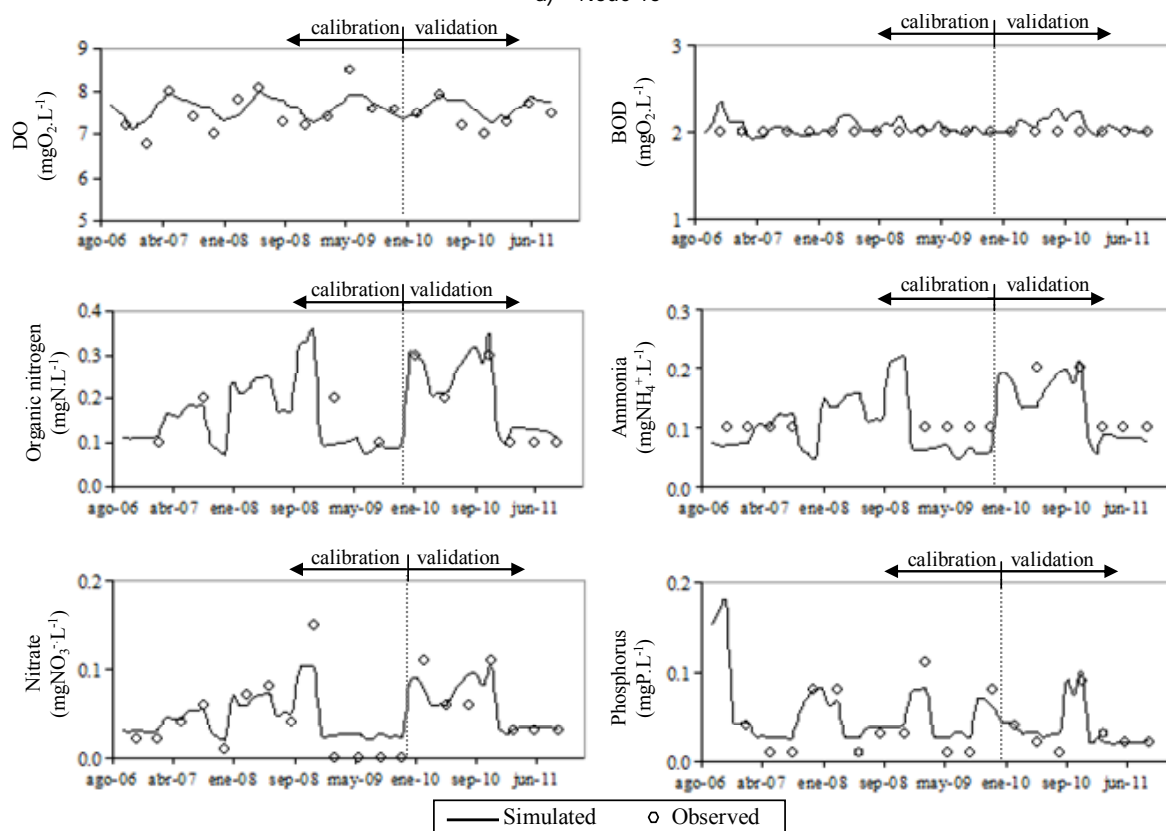 calibration validation
calibration validation
DO
(mgO₂.L⁻¹)
9
8
7
6
5
ago-06 abr-07 ene-08 sep-08 may-09 ene-10 sep-10 jun-11
BOD
(mgO₂.L⁻¹)
3
2
1
ago-06 abr-07 ene-08 sep-08 may-09 ene-10 sep-10 jun-11
calibration validation
calibration validation
Organic nitrogen
(mgN.L⁻¹)
0.4
0.3
0.2
0.1
0.0
ago-06 abr-07 ene-08 sep-08 may-09 ene-10 sep-10 jun-11
Ammonia
(mgNH₄⁺.L⁻¹)
0.3
0.2
0.1
0.0
ago-06 abr-07 ene-08 sep-08 may-09 ene-10 sep-10 jun-11
calibration validation
calibration validation
Nitrate
(mgNO₃⁻.L⁻¹)
0.2
0.1
0.0
ago-06 abr-07 ene-08 sep-08 may-09 ene-10 sep-10 jun-11
Phosphorus
(mgP.L⁻¹)
0.2
0.1
0.0
ago-06 abr-07 ene-08 sep-08 may-09 ene-10 sep-10 jun-11
Simulated Observed